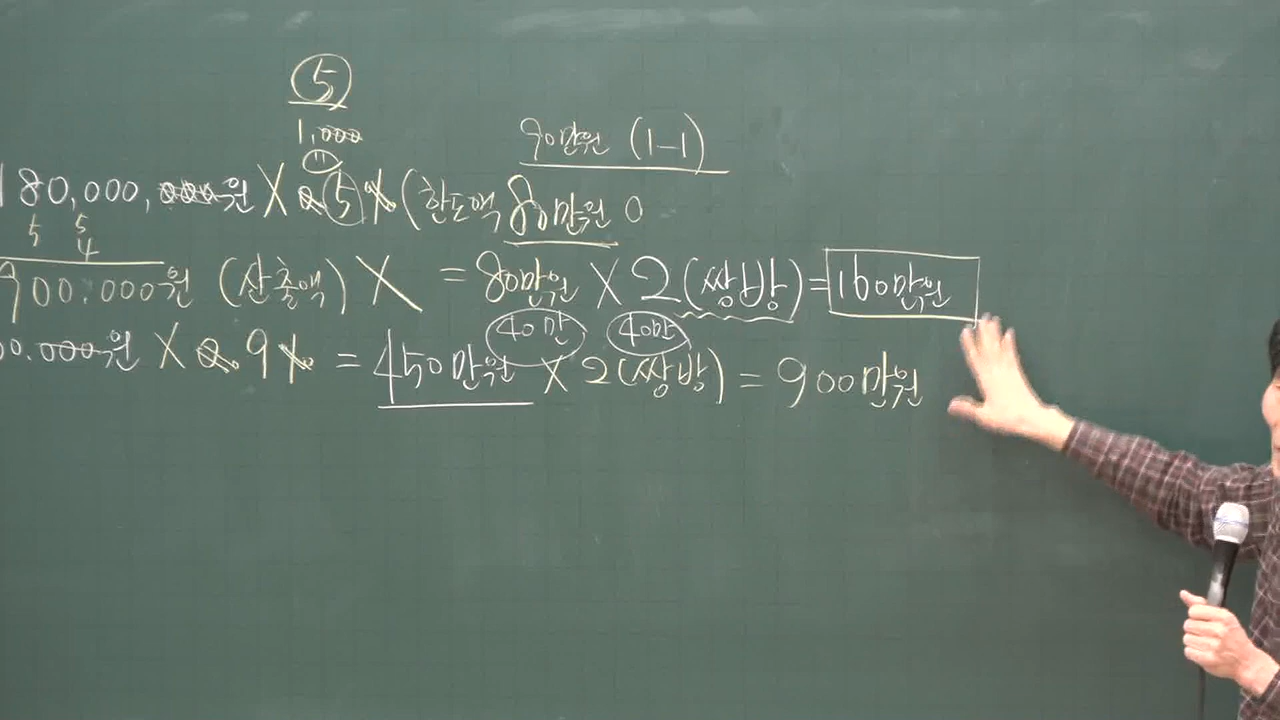 ⑤
1,000
90만원 (1-1)
180,000,000원 X 0.5% (한도액 80만원 0
5 5
4
900.000원 (산출액) X = 80만원 X 2(쌍방) = 160만원
40만 40만
00.000원 X 0.9% = 450만원 X 2(쌍방) = 900만원